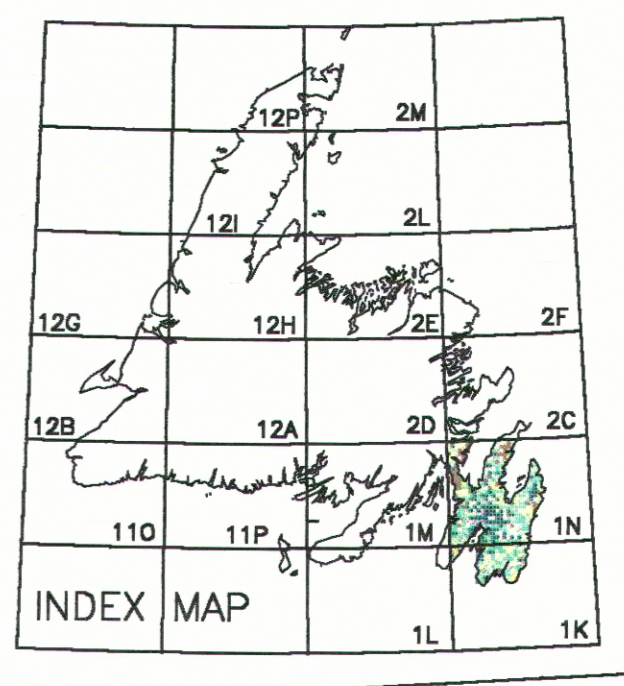 12P 2M
12I 2L
12G 12H 2E 2F
12B 12A 2D 2C
11O 11P 1M 1N
INDEX MAP 1L 1K